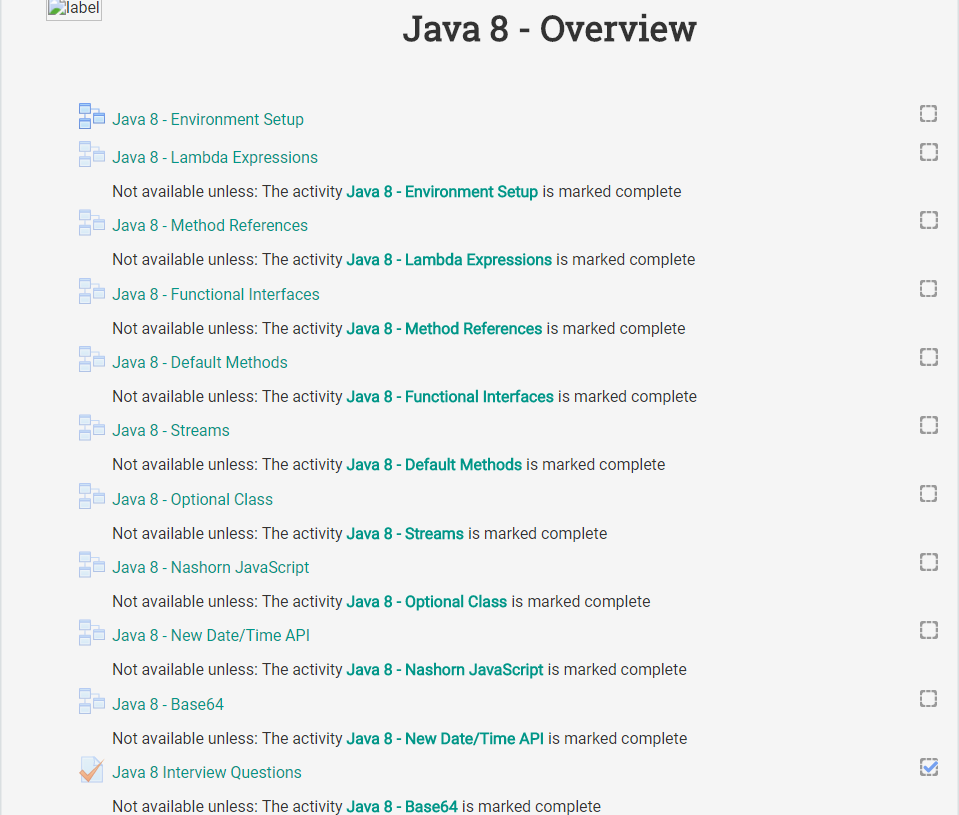 label
Java 8 - Overview
Java 8 - Environment Setup
Java 8 - Lambda Expressions
Not available unless: The activity Java 8 - Environment Setup is marked complete
Java 8 - Method References
Not available unless: The activity Java 8 - Lambda Expressions is marked complete
Java 8 - Functional Interfaces
Not available unless: The activity Java 8 - Method References is marked complete
Java 8 - Default Methods
Not available unless: The activity Java 8 - Functional Interfaces is marked complete
Java 8 - Streams
Not available unless: The activity Java 8 - Default Methods is marked complete
Java 8 - Optional Class
Not available unless: The activity Java 8 - Streams is marked complete
Java 8 - Nashorn JavaScript
Not available unless: The activity Java 8 - Optional Class is marked complete
Java 8 - New Date/Time API
Not available unless: The activity Java 8 - Nashorn JavaScript is marked complete
Java 8 - Base64
Not available unless: The activity Java 8 - New Date/Time API is marked complete
Java 8 Interview Questions
Not available unless: The activity Java 8 - Base64 is marked complete